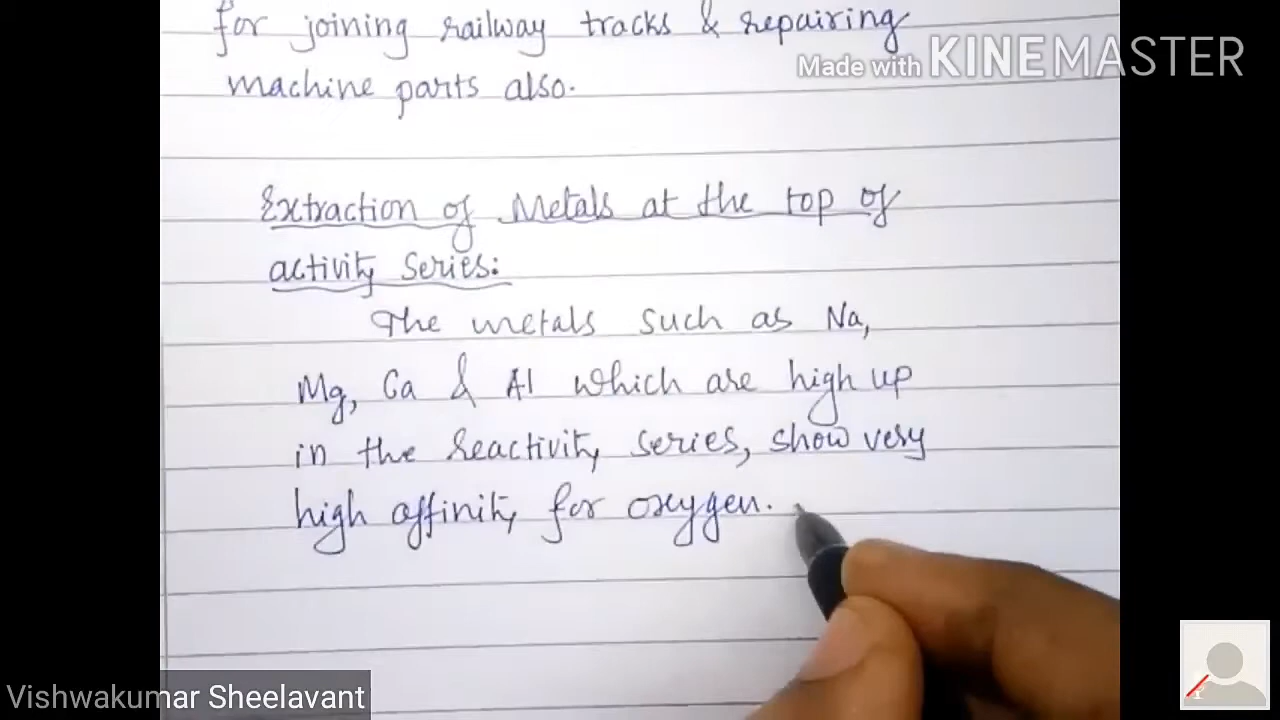 for joining railway tracks & repairing
Made with KINEMASTER
machine parts also.
Extraction of Metals at the top of
activity series:
The metals such as Na,
Mg, Ca & Al which are high up
in the reactivity series, show very
high affinity for oxygen.
Vishwakumar Sheelavant